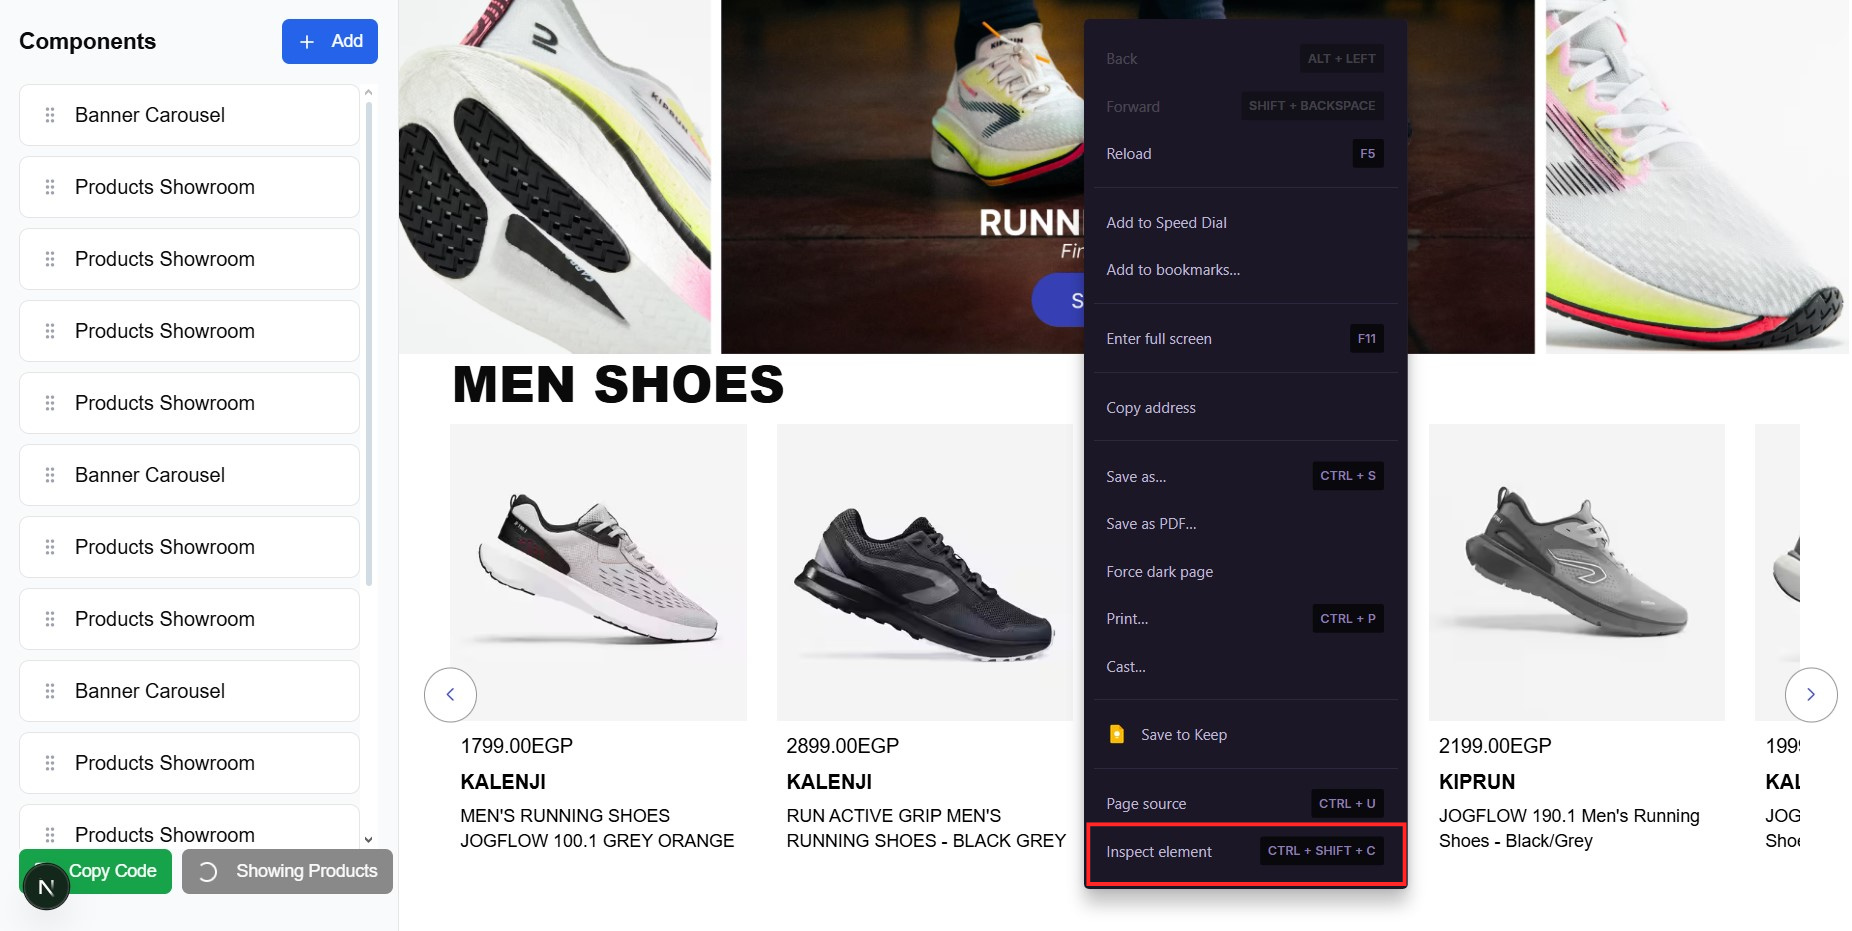 Components
+ Add
Banner Carousel
Products Showroom
Products Showroom
Products Showroom
Products Showroom
Banner Carousel
Products Showroom
Products Showroom
Banner Carousel
Products Showroom
Products Showroom
Copy Code
N
Showing Products
KIPRUN
KIPRUN
RUNN
Fin
S
MEN SHOES
1799.00EGP
KALENJI
MEN'S RUNNING SHOES
JOGFLOW 100.1 GREY ORANGE
2899.00EGP
KALENJI
RUN ACTIVE GRIP MEN'S
RUNNING SHOES - BLACK GREY
2199.00EGP
KIPRUN
JOGFLOW 190.1 Men's Running
Shoes - Black/Grey
199
KAL
JOG
Shoe
Back ALT + LEFT
Forward SHIFT + BACKSPACE
Reload F5
Add to Speed Dial
Add to bookmarks...
Enter full screen F11
Copy address
Save as... CTRL + S
Save as PDF...
Force dark page
Print... CTRL + P
Cast...
Save to Keep
Page source CTRL + U
Inspect element CTRL + SHIFT + C